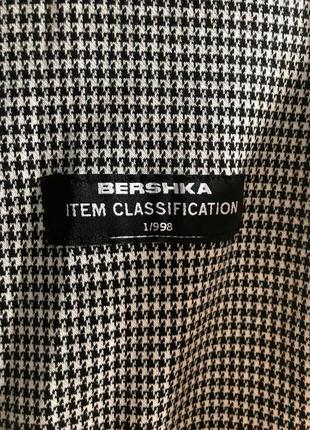 BERSHKA
ITEM CLASSIFICATION
1/998